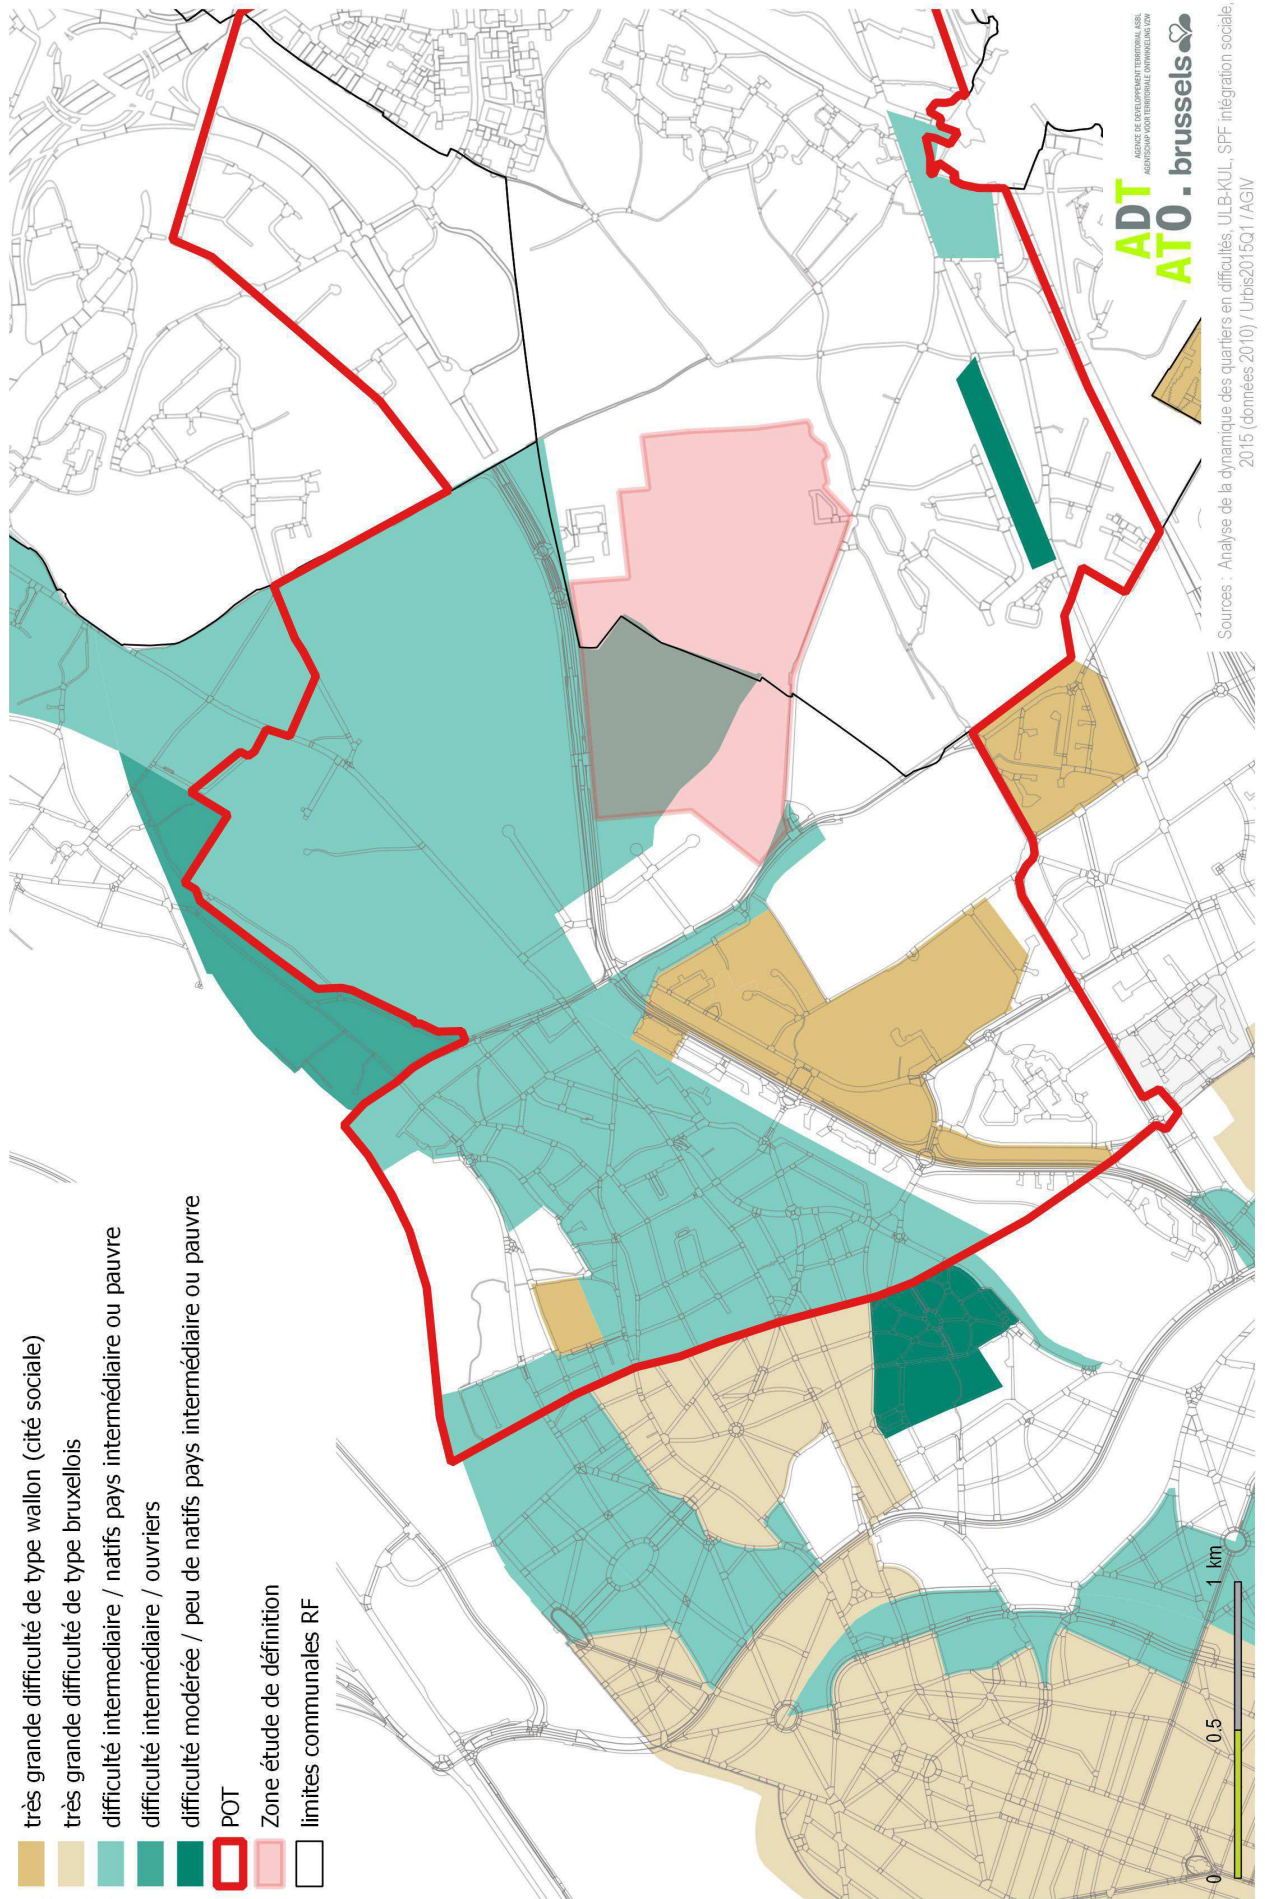 très grande difficulté de type wallon (cité sociale)
très grande difficulté de type bruxellois
difficulté intermediaire / natifs pays intermédiaire ou pauvre
difficulté intermédiaire / ouvriers
difficulté modérée / peu de natifs pays intermédiaire ou pauvre
POT
Zone étude de définition
limites communales RF
0 0.5 1 km
ADT
ATO.brussels
AGENCE DE DEVELOPPEMENT TERRITORIAL ASBL
AGENTSCHAP VOOR TERRITORIALE ONTWIKKELING VZW
Sources : Analyse de la dynamique des quartiers en difficultés, ULB-KUL, SPF intégration sociale,
2015 (données 2010) / Urbis2015Q1 / AGIV